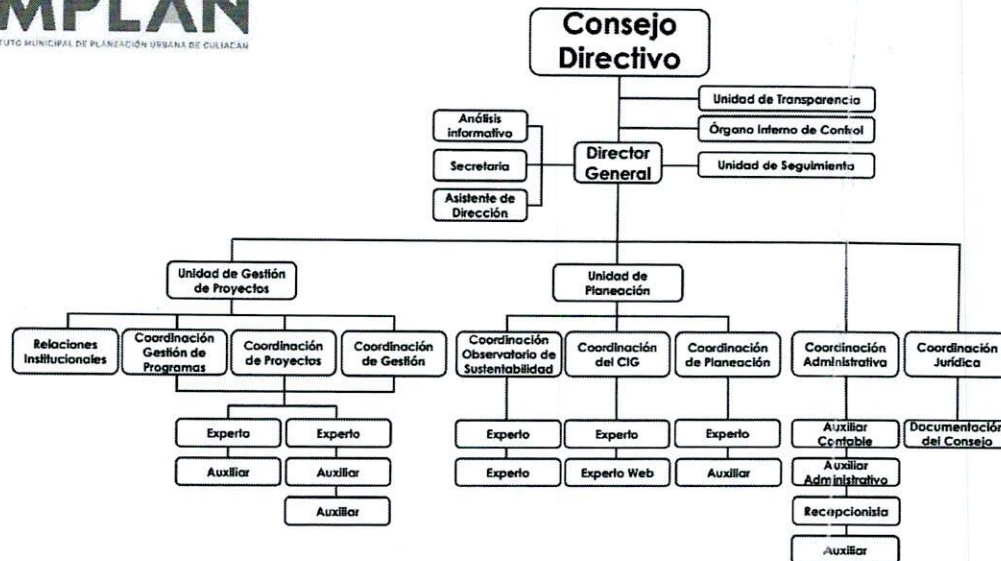 MPLAN
TUTO MUNICIPAL DE PLANEACIÓN URBANA DE CULIACÁN
Consejo
Directivo
Unidad de Transparencia
Órgano Interno de Control
Análisis
informativo
Secretaria
Asistente de
Dirección
Director
General
Unidad de Seguimiento
Unidad de Gestión
de Proyectos
Unidad de
Planeación
Relaciones
Institucionales
Coordinación
Gestión de
Programas
Coordinación
de Proyectos
Coordinación
de Gestión
Coordinación
Observatorio de
Sustentabilidad
Coordinación
del CIG
Coordinación
de Planeación
Coordinación
Administrativa
Coordinación
Jurídica
Experto
Experto
Experto
Experto
Experto
Auxiliar
Contable
Documentación
del Consejo
Auxiliar
Auxiliar
Experto
Experto Web
Auxiliar
Auxiliar
Administrativo
Auxiliar
Recepcionista
Auxiliar